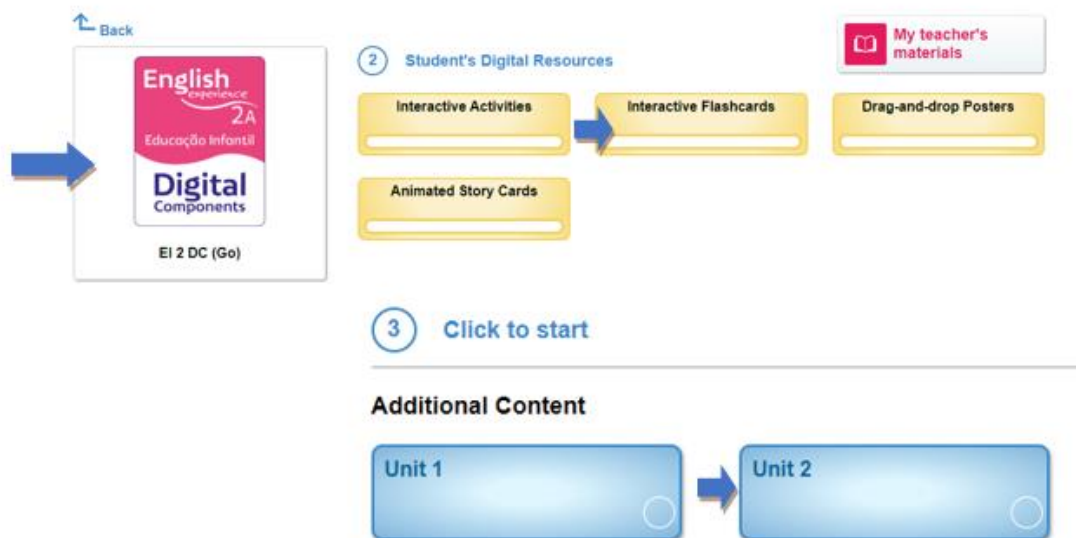 Back
English
experience
2A
Educação Infantil
Digital
Components
EI 2 DC (Go)
2 Student's Digital Resources
My teacher's
materials
Interactive Activities
Interactive Flashcards
Drag-and-drop Posters
Animated Story Cards
3 Click to start
Additional Content
Unit 1
Unit 2